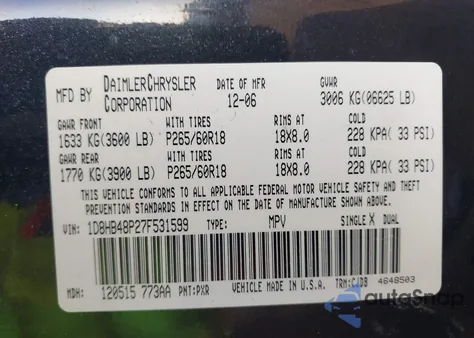 MFD BY DAIMLERCHRYSLER CORPORATION DATE OF MFR 12-06 GVWR 3006 KG(06625 LB)
GAWR FRONT WITH TIRES RIMS AT COLD
1633 KG(3600 LB) P265/60R18 18X8.0 228 KPA( 33 PSI)
GAWR REAR WITH TIRES RIMS AT COLD
1770 KG(3900 LB) P265/60R18 18X8.0 228 KPA( 33 PSI)
THIS VEHICLE CONFORMS TO ALL APPLICABLE FEDERAL MOTOR VEHICLE SAFETY AND THEFT
PREVENTION STANDARDS IN EFFECT ON THE DATE OF MANUFACTURE SHOWN ABOVE.
VIN: 1D8HB48P27F531599 TYPE: MPV SINGLE X DUAL
MDH: 120515 773AA PNT:PXR VEHICLE MADE IN U.S.A. TRM:C/DB 4648503
autoSnap